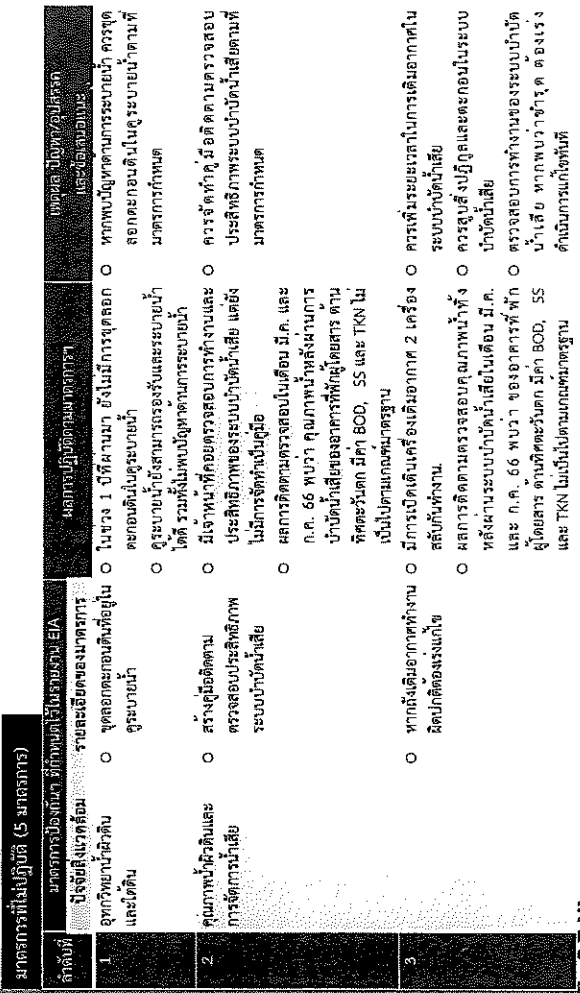 มาตรการที่ไม่ปฏิบัติ (5 มาตรการ)
ลำดับที่
มาตรการป้องกันฯ ที่กำหนดไว้ในรายงาน EIA
ปัจจัยสิ่งแวดล้อม
รายละเอียดของมาตรการ
ผลการปฏิบัติตามมาตรการฯ
เหตุผล/ปัญหา/อุปสรรค
และข้อเสนอแนะ
1
อุทกวิทยาน้ำผิวดิน
และใต้ดิน
O ขุดลอกตะกอนดินที่อยู่ใน
คูระบายน้ำ
O ในช่วง 1 ปีที่ผ่านมา ยังไม่มีการขุดลอก
ตะกอนดินในคูระบายน้ำ
O คูระบายน้ำยังสามารถรองรับและระบายน้ำ
ได้ดี รวมทั้งไม่พบปัญหาด้านการระบายน้ำ
O หากพบปัญหาด้านการระบายน้ำ ควรขุด
ลอกตะกอนดินในคูระบายน้ำตามที่
มาตรการกำหนด
2
คุณภาพน้ำผิวดินและ
การจัดการน้ำเสีย
O สร้างคู่มือติดตาม
ตรวจสอบประสิทธิภาพ
ระบบบำบัดน้ำเสีย
O มีเจ้าหน้าที่คอยตรวจสอบการทำงานและ
ประสิทธิภาพของระบบบำบัดน้ำเสีย แต่ยัง
ไม่มีการจัดทำเป็นคู่มือ
O ผลการติดตามตรวจสอบในเดือน มี.ค. และ
ก.ค. 66 พบว่า คุณภาพน้ำหลังผ่านการ
บำบัดน้ำเสียของอาคารที่พักผู้โดยสาร ด้าน
ทิศตะวันตก มีค่า BOD, SS และ TKN ไม่
เป็นไปตามเกณฑ์มาตรฐาน
O ควรจัดทำคู่มือติดตามตรวจสอบ
ประสิทธิภาพระบบบำบัดน้ำเสียตามที่
มาตรการกำหนด
3
O หากถังเติมอากาศทำงาน
ผิดปกติต้องเร่งแก้ไข
O มีการเปิดเดินเครื่องเติมอากาศ 2 เครื่อง
สลับกันทำงาน
O ผลการติดตามตรวจสอบคุณภาพน้ำทิ้ง
หลังผ่านระบบบำบัดน้ำเสียในเดือน มี.ค.
และ ก.ค. 66 พบว่า ของอาคารที่พัก
ผู้โดยสาร ด้านทิศตะวันตก มีค่า BOD, SS
และ TKN ไม่เป็นไปตามเกณฑ์มาตรฐาน
O ควรเพิ่มระยะเวลาในการเติมอากาศใน
ระบบบำบัดน้ำเสีย
O ควรสูบสิ่งปฏิกูลและตะกอนในระบบ
บำบัดน้ำเสีย
O ตรวจสอบการทำงานของระบบบำบัด
น้ำเสีย หากพบว่าชำรุด ต้องเร่ง
ดำเนินการแก้ไขทันที